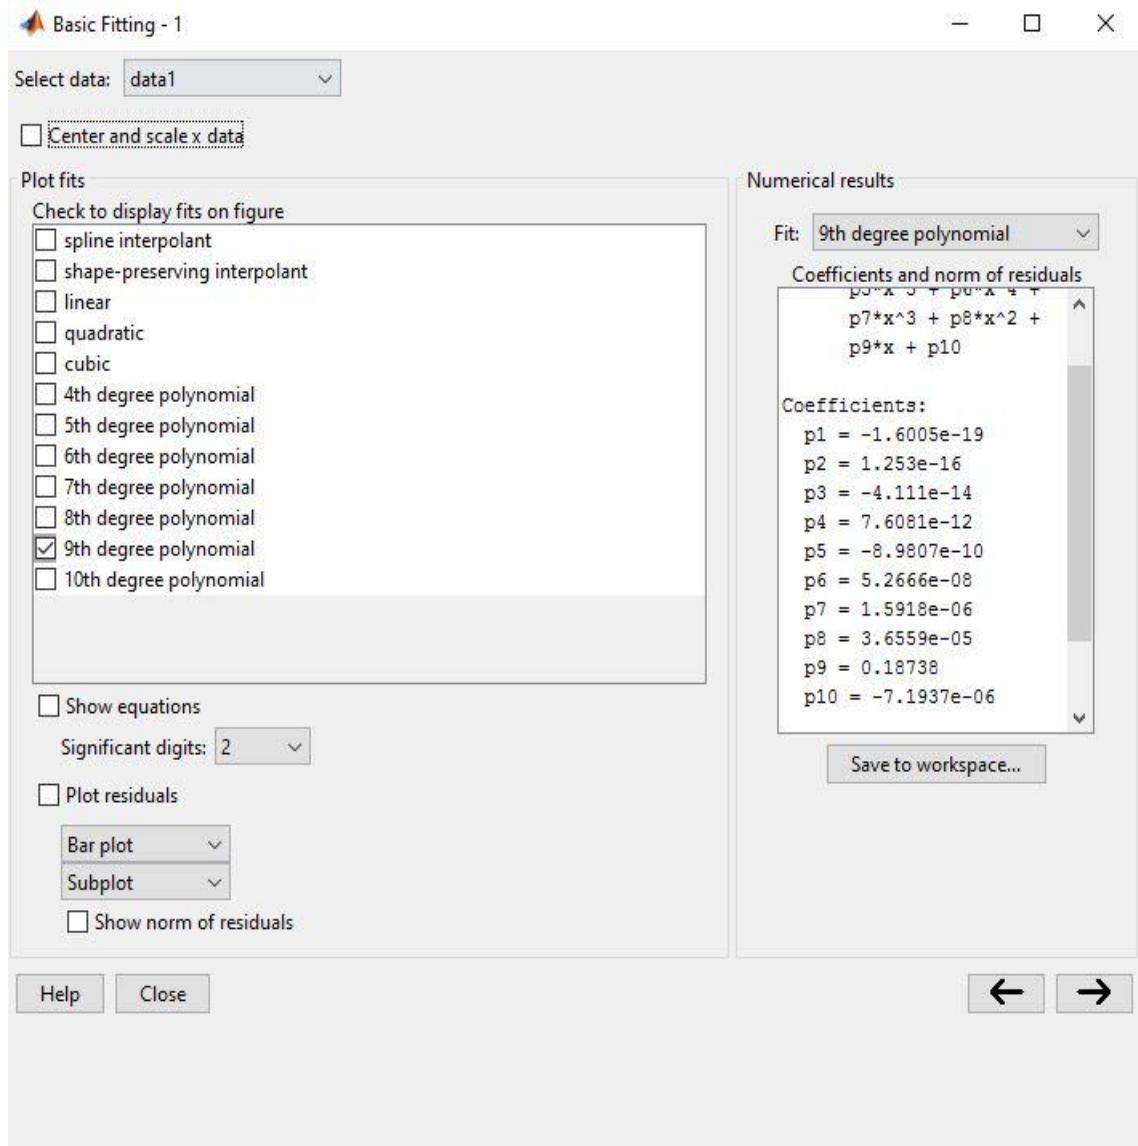 Basic Fitting - 1
Select data: data1
Center and scale x data
Plot fits
Check to display fits on figure
spline interpolant
shape-preserving interpolant
linear
quadratic
cubic
4th degree polynomial
5th degree polynomial
6th degree polynomial
7th degree polynomial
8th degree polynomial
9th degree polynomial
10th degree polynomial
Show equations
Significant digits: 2
Plot residuals
Bar plot
Subplot
Show norm of residuals
Numerical results
Fit: 9th degree polynomial
Coefficients and norm of residuals
p5*x^5 + p6*x^4 +
p7*x^3 + p8*x^2 +
p9*x + p10
Coefficients:
p1 = -1.6005e-19
p2 = 1.253e-16
p3 = -4.111e-14
p4 = 7.6081e-12
p5 = -8.9807e-10
p6 = 5.2666e-08
p7 = 1.5918e-06
p8 = 3.6559e-05
p9 = 0.18738
p10 = -7.1937e-06
Save to workspace...
Help
Close